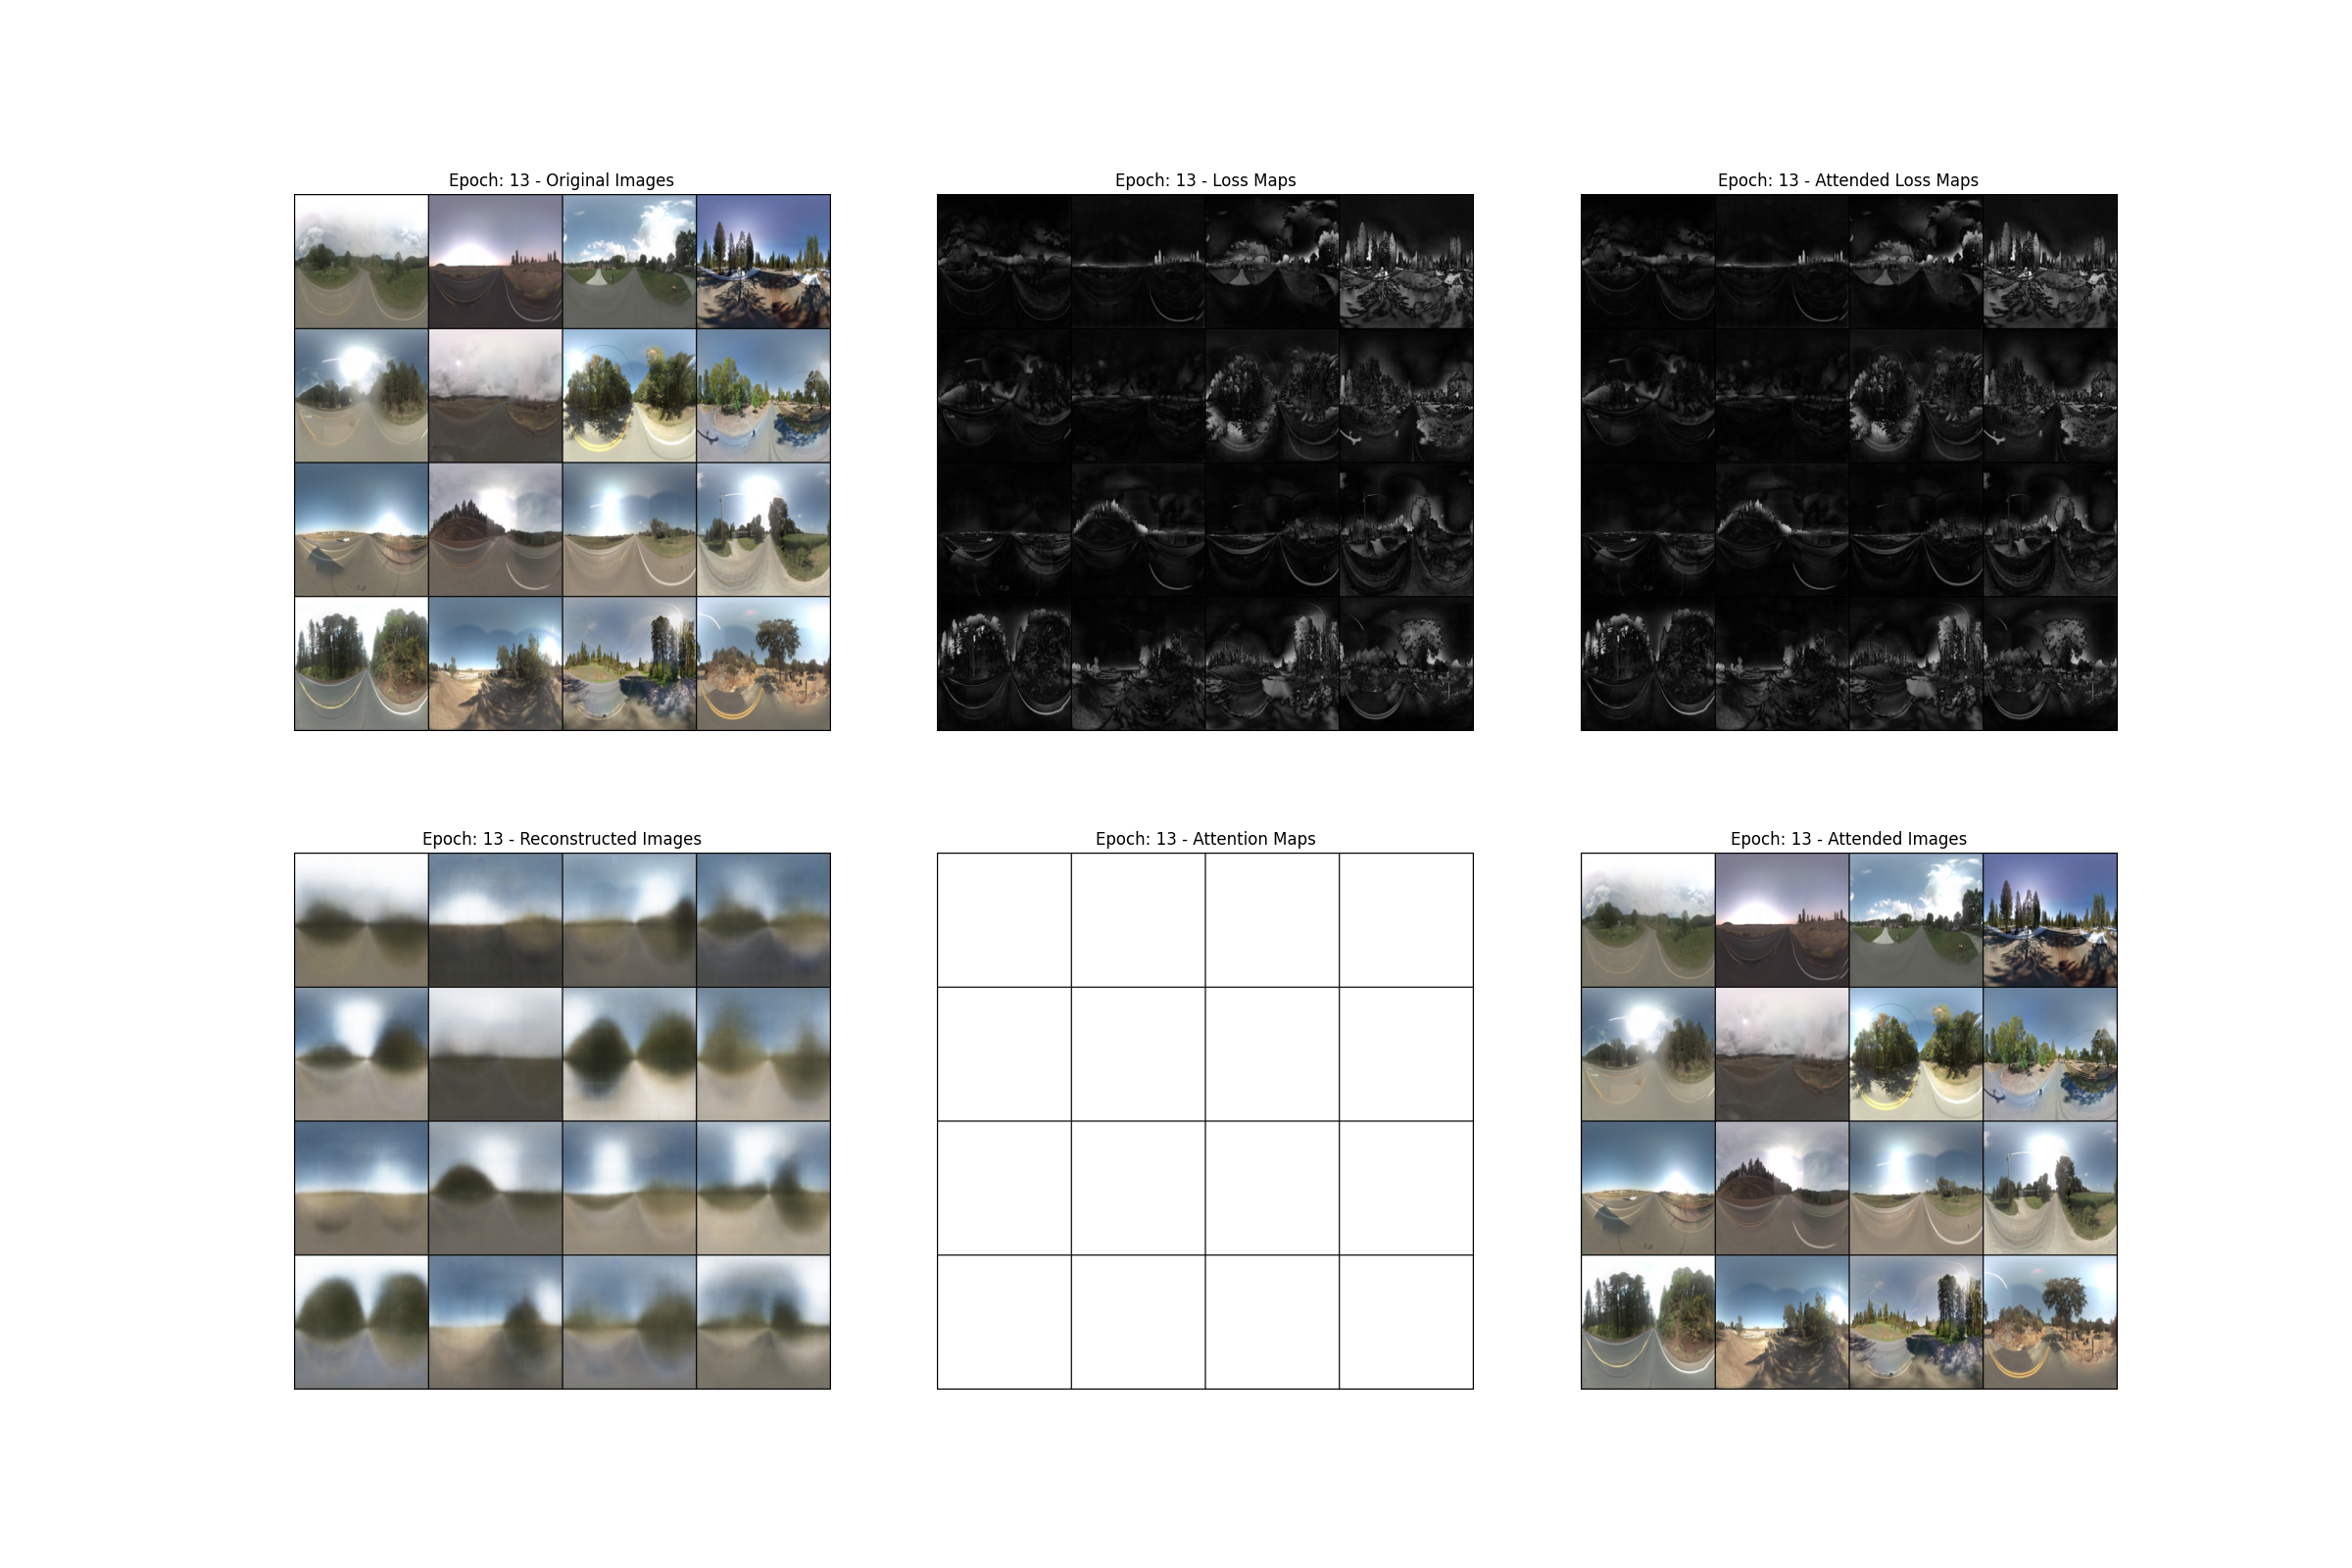 Epoch: 13 - Original Images
Epoch: 13 - Loss Maps
Epoch: 13 - Attended Loss Maps
Epoch: 13 - Reconstructed Images
Epoch: 13 - Attention Maps
Epoch: 13 - Attended Images